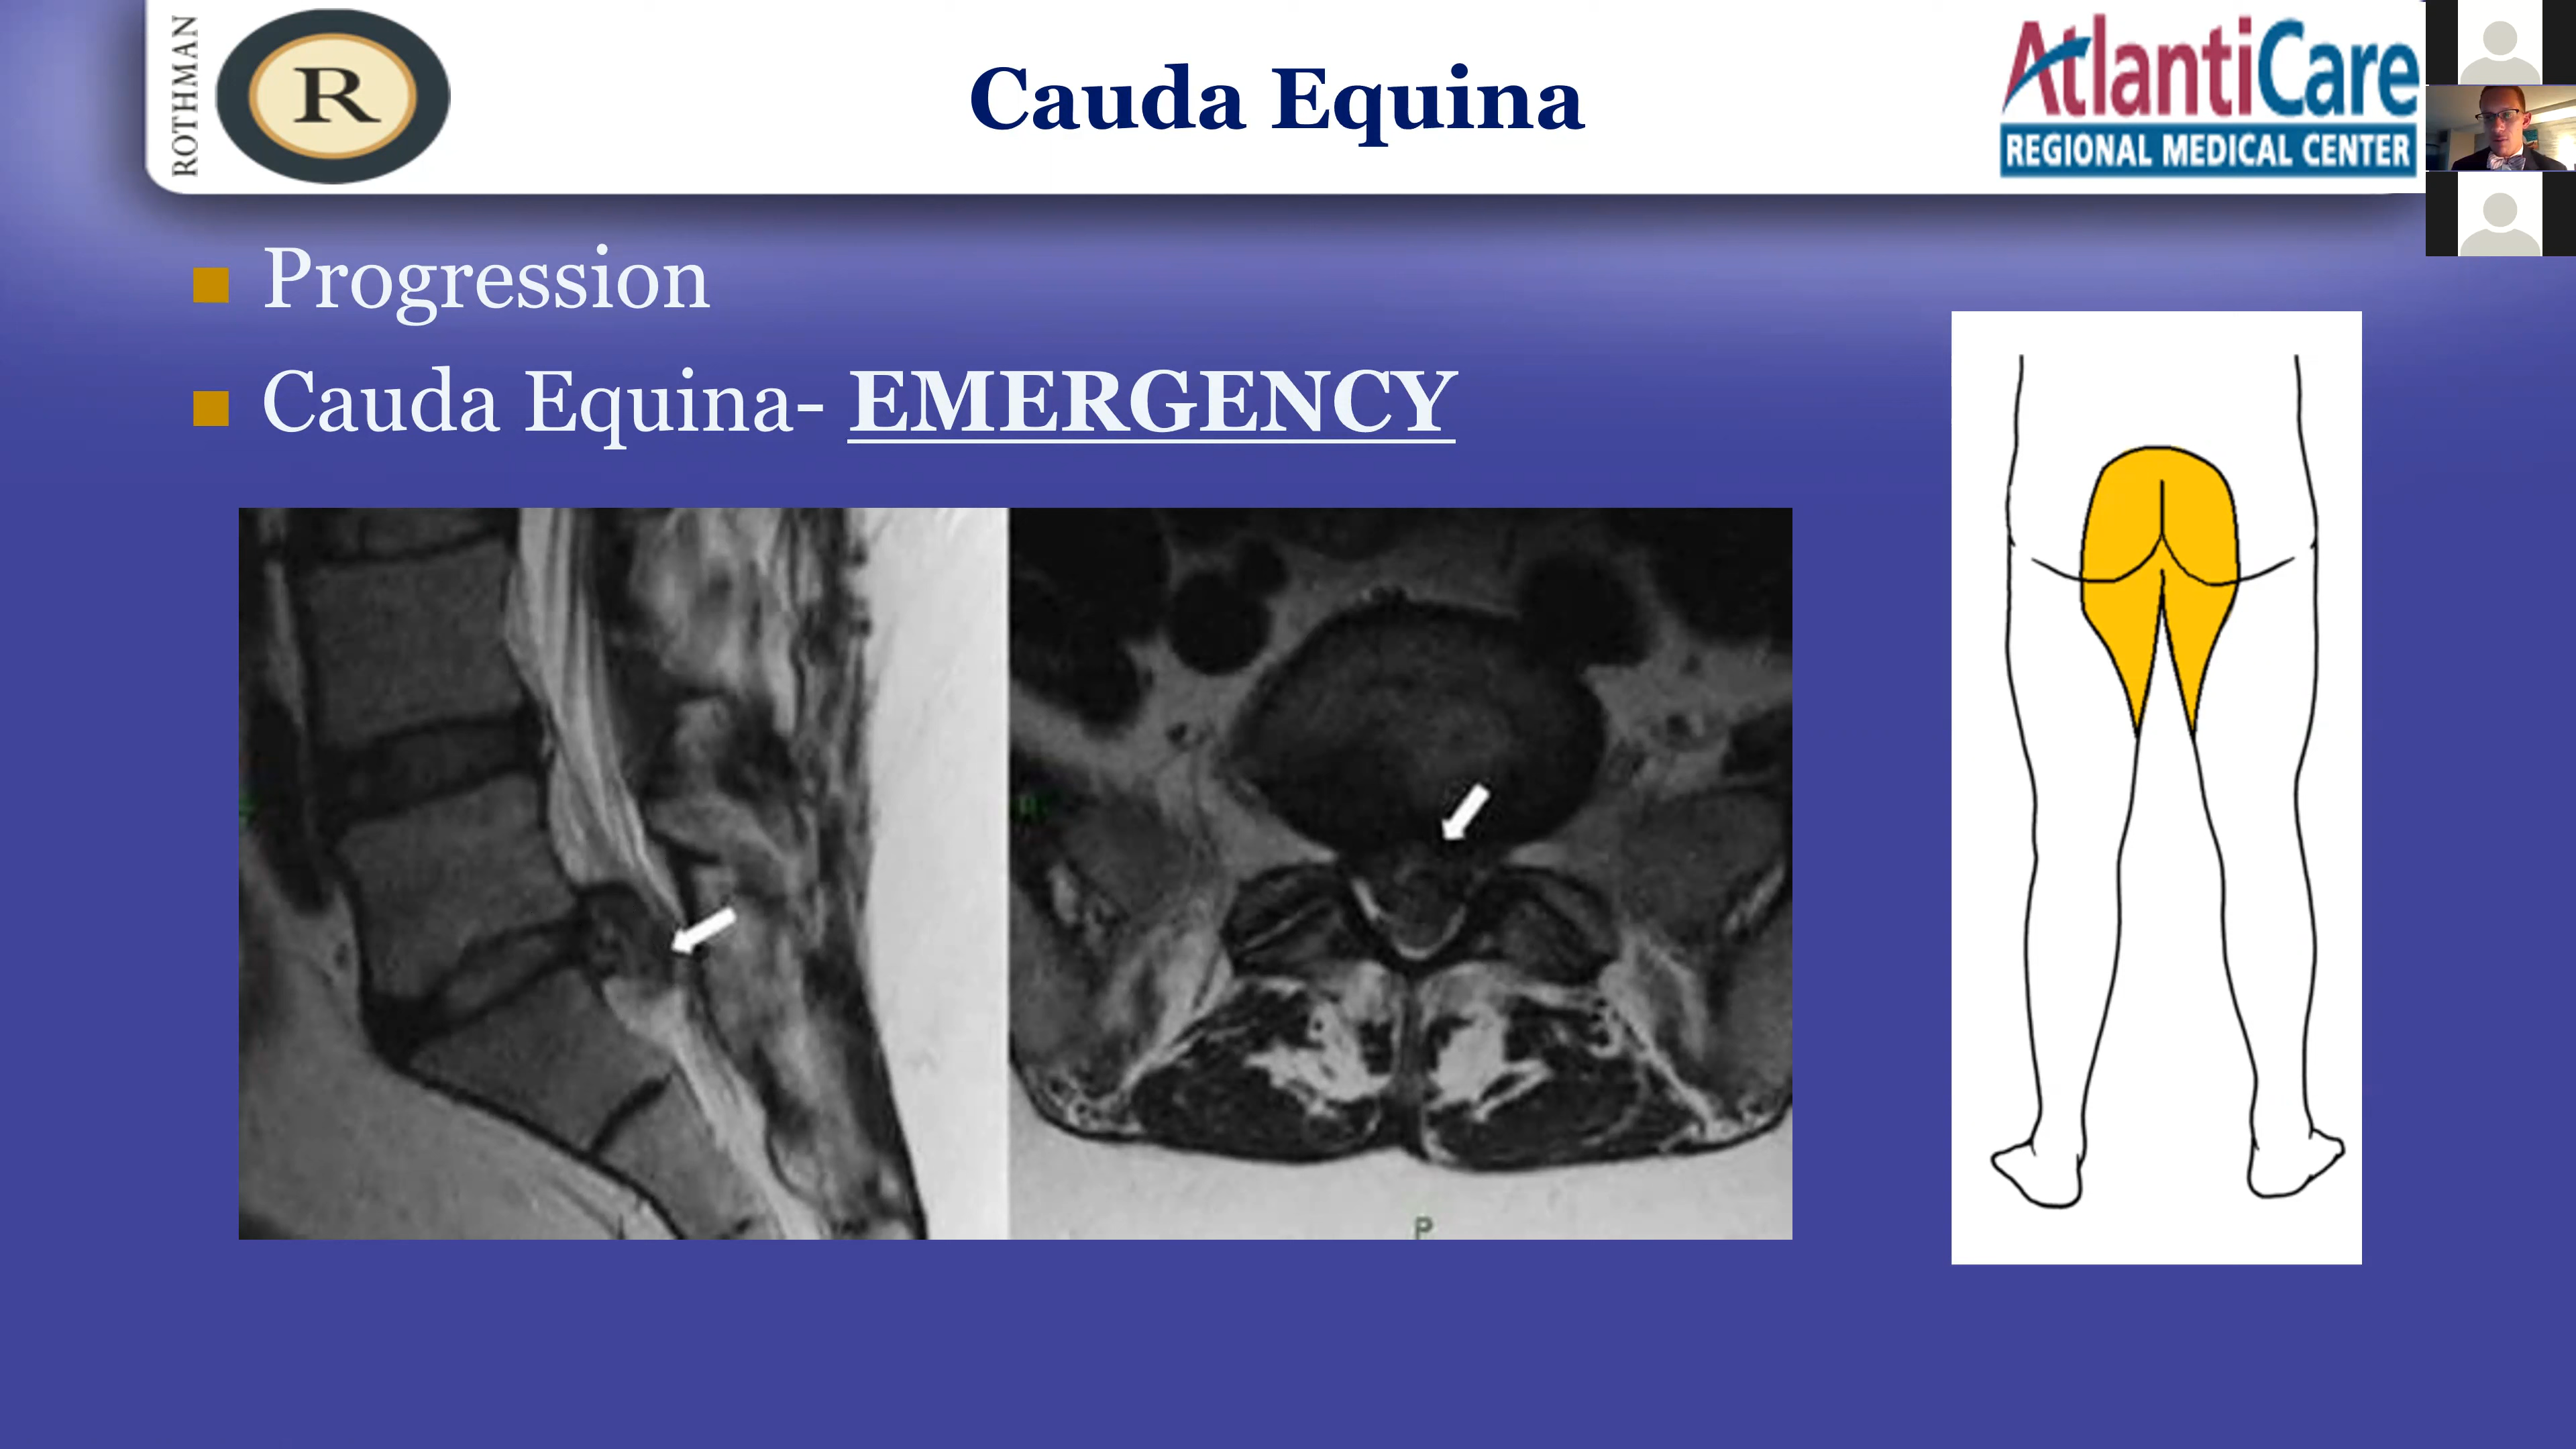 ROTHMAN
R
Cauda Equina
AtlantiCare
REGIONAL MEDICAL CENTER
Progression
Cauda Equina- EMERGENCY
P